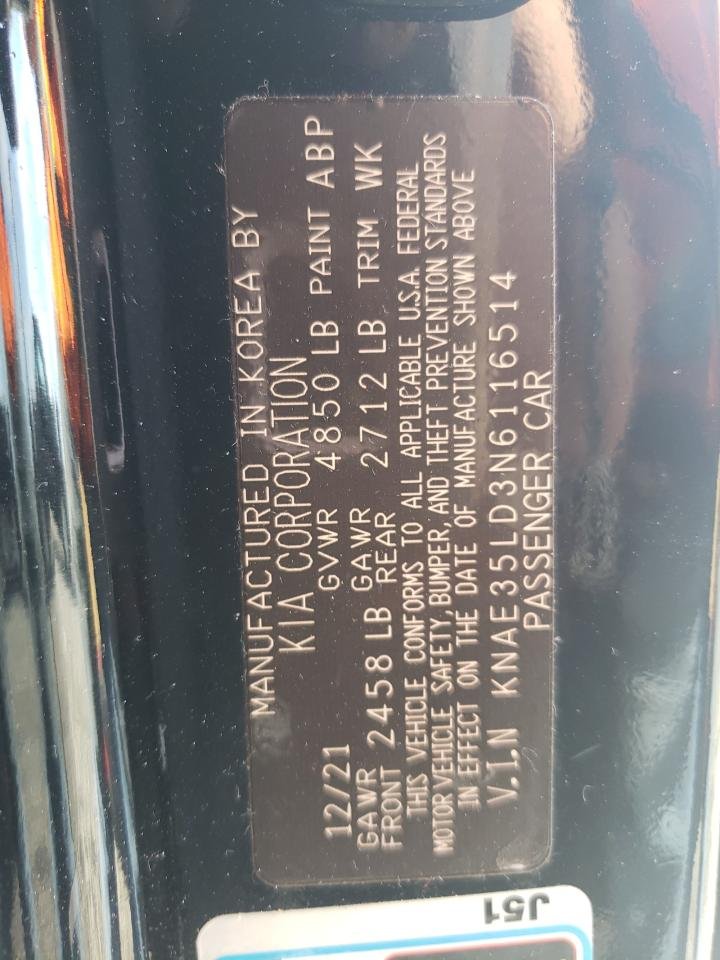 MANUFACTURED IN KOREA BY
KIA CORPORATION
12/21 GVWR 4850 LB PAINT ABP
GAWR FRONT 2458 LB GAWR REAR 2712 LB TRIM WK
THIS VEHICLE CONFORMS TO ALL APPLICABLE U.S.A. FEDERAL
MOTOR VEHICLE SAFETY, BUMPER, AND THEFT PREVENTION STANDARDS
IN EFFECT ON THE DATE OF MANUFACTURE SHOWN ABOVE
V.I.N KNAE35LD3N6116514
PASSENGER CAR
J51